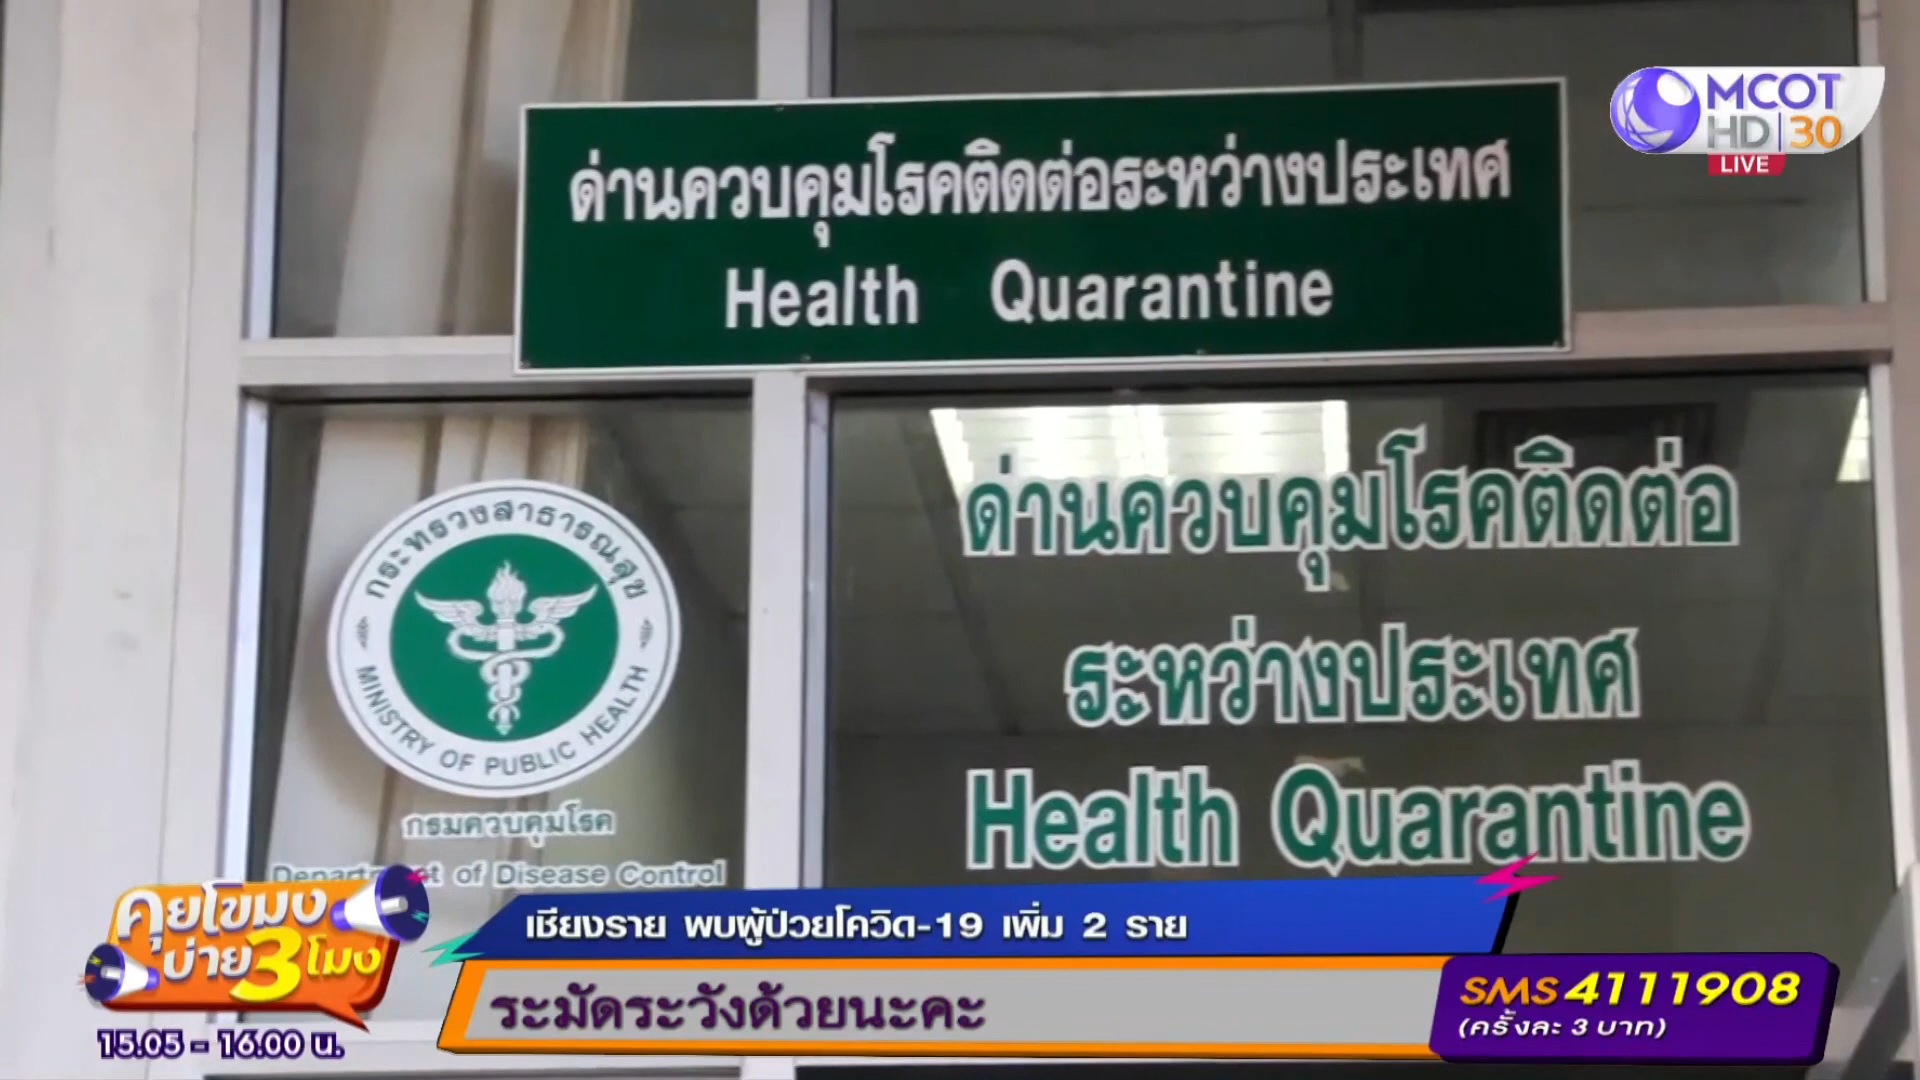 MCOT
HD 30
LIVE
ด่านควบคุมโรคติดต่อระหว่างประเทศ
Health Quarantine
ด่านควบคุมโรคติดต่อ
ระหว่างประเทศ
Health Quarantine
กระทรวงสาธารณสุข
MINISTRY OF PUBLIC HEALTH
กรมควบคุมโรค
Department of Disease Control
คุยโขมง
บ่าย 3 โมง
15.05 - 16.00 น.
เชียงราย พบผู้ป่วยโควิด-19 เพิ่ม 2 ราย
ระมัดระวังด้วยนะคะ
SMS 4111908
(ครั้งละ 3 บาท)